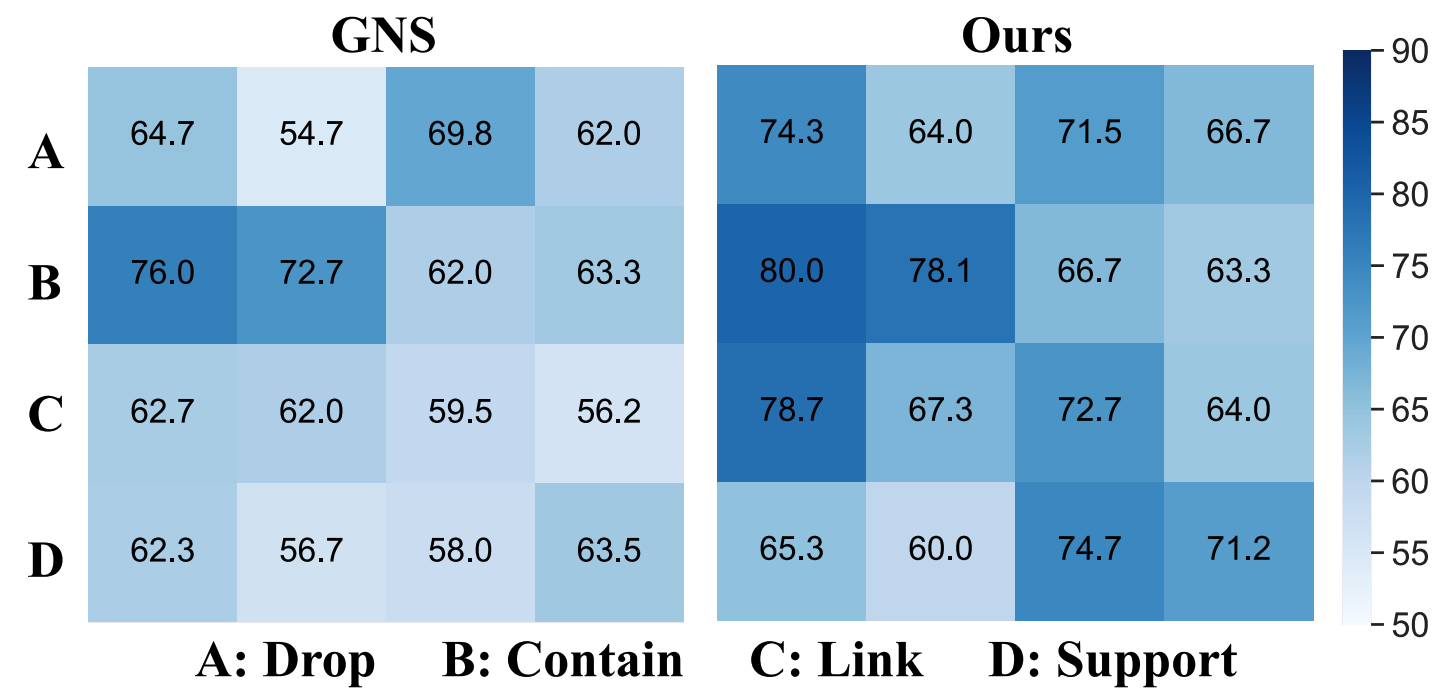 GNS Ours
90
A 64.7 54.7 69.8 62.0 74.3 64.0 71.5 66.7
85
80
B 76.0 72.7 62.0 63.3 80.0 78.1 66.7 63.3
75
70
C 62.7 62.0 59.5 56.2 78.7 67.3 72.7 64.0
65
60
D 62.3 56.7 58.0 63.5 65.3 60.0 74.7 71.2
55
50
A: Drop B: Contain C: Link D: Support